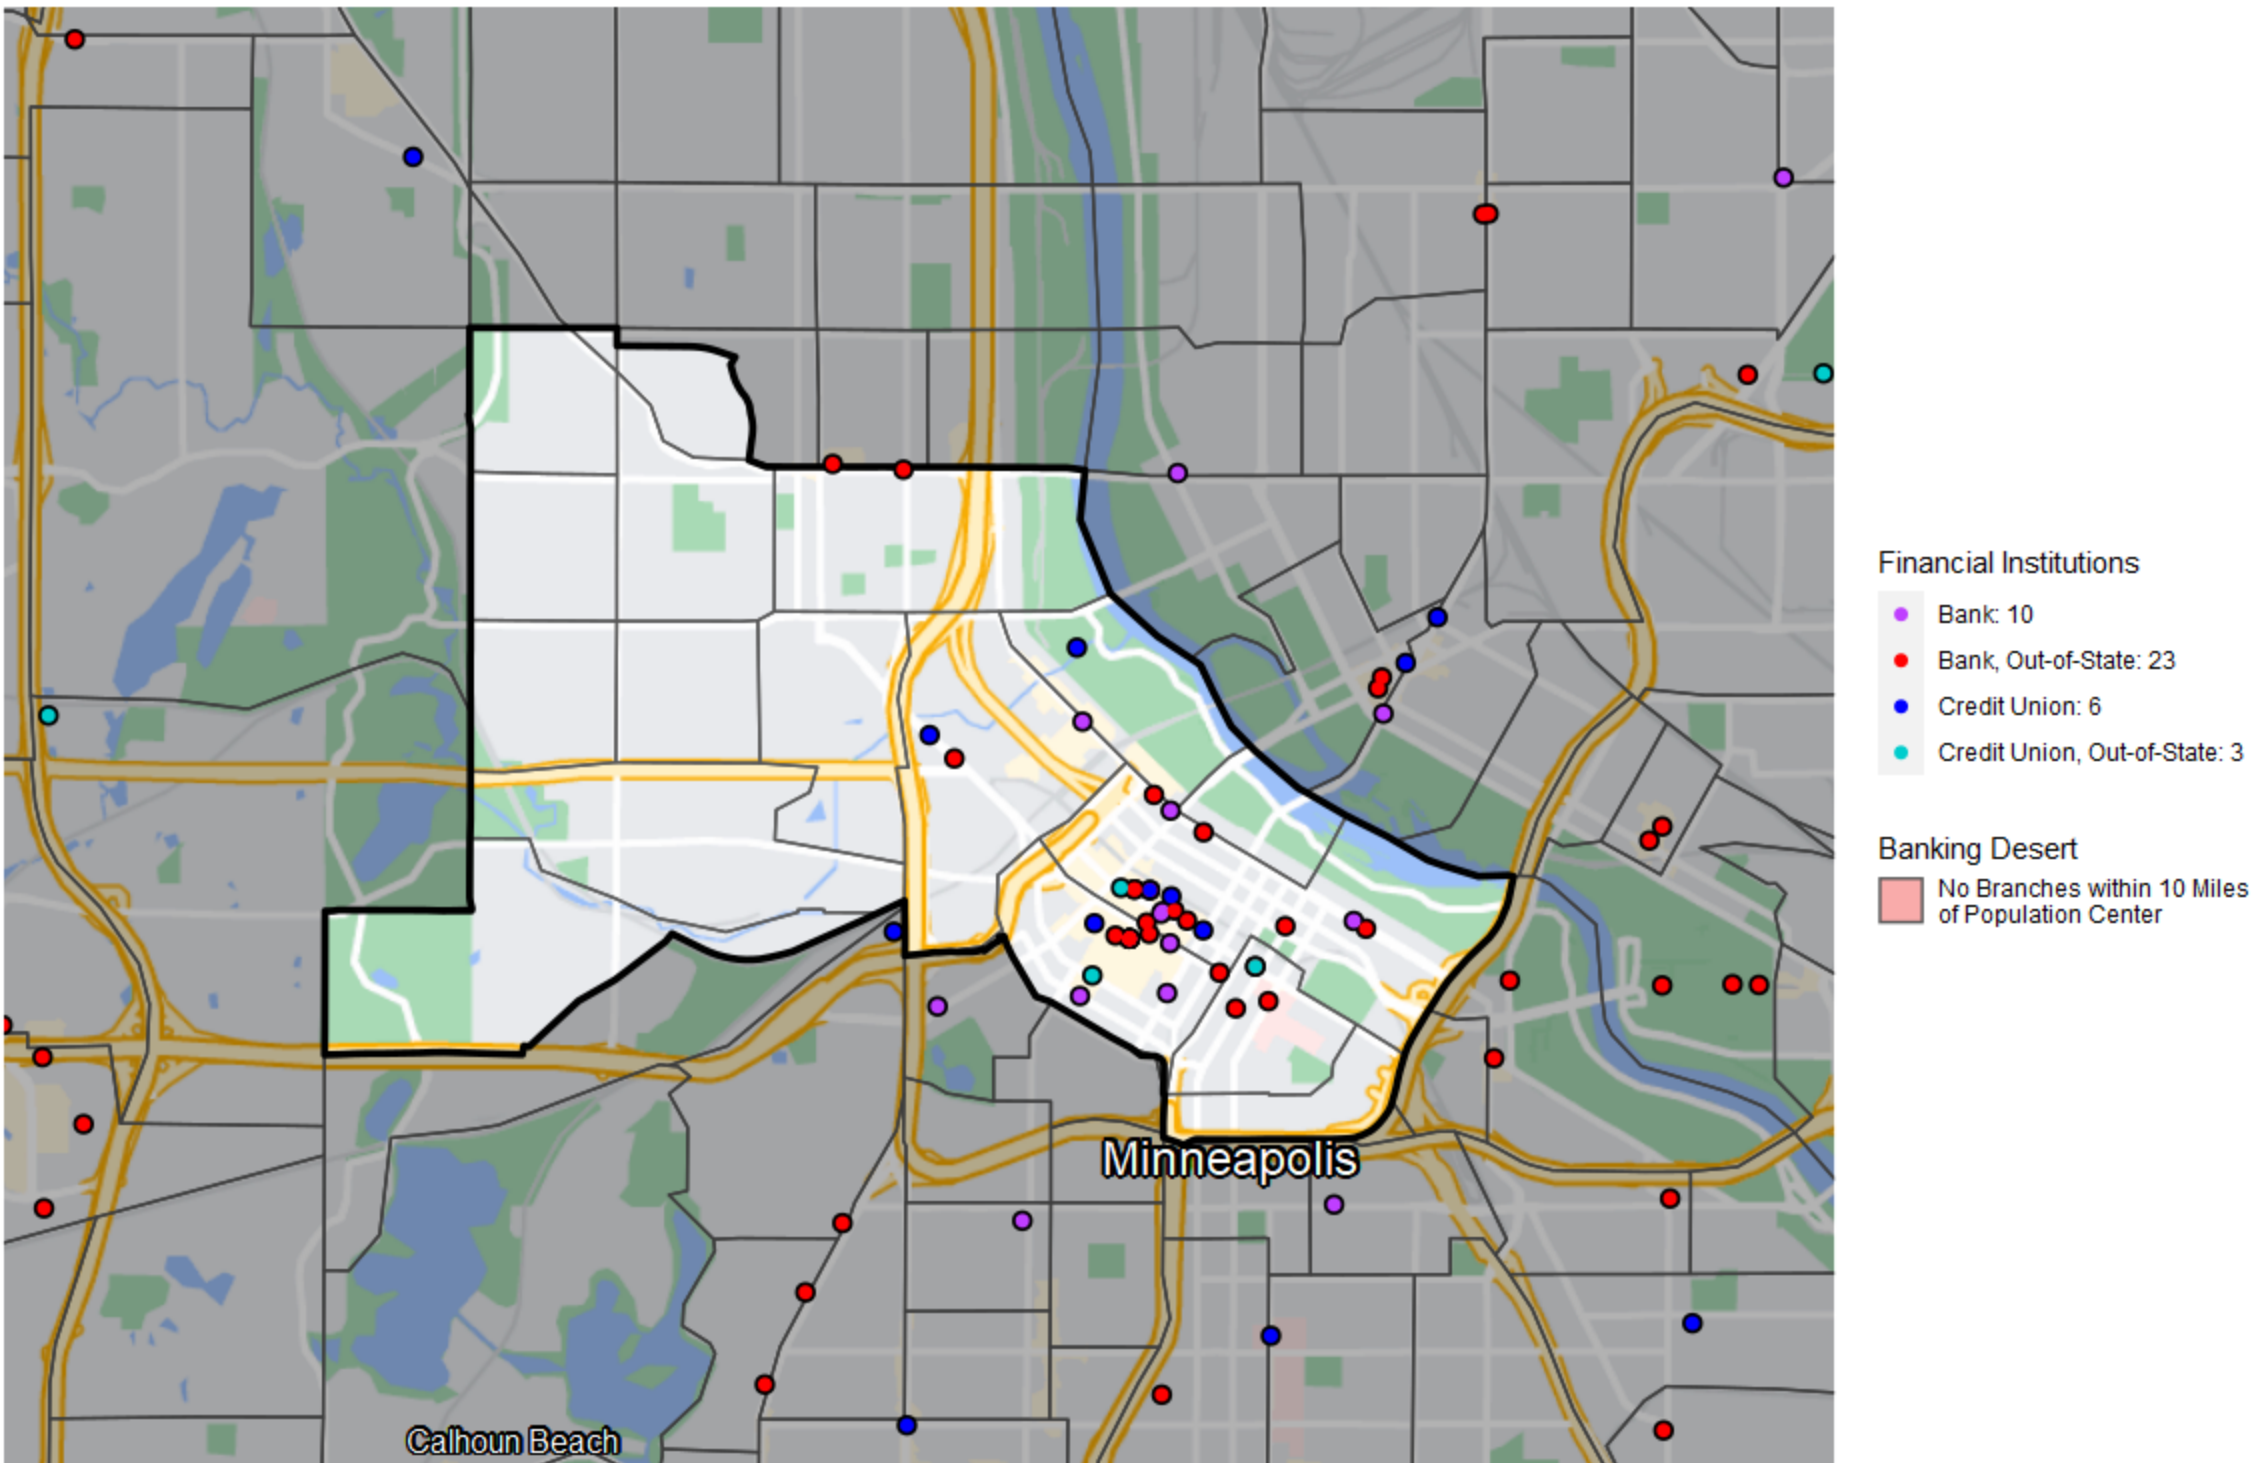 Financial Institutions
Bank: 10
Bank, Out-of-State: 23
Credit Union: 6
Credit Union, Out-of-State: 3
Banking Desert
No Branches within 10 Miles
of Population Center
Minneapolis
Calhoun Beach